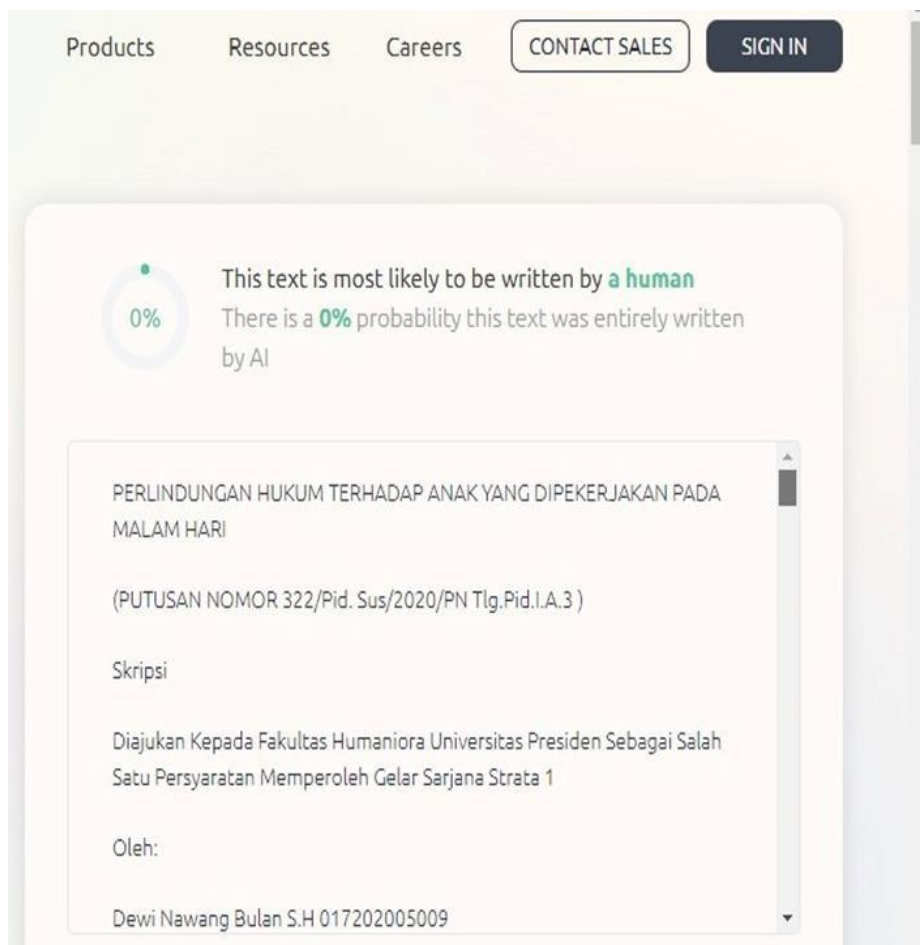 Products Resources Careers CONTACT SALES SIGN IN
This text is most likely to be written by a human
0% There is a 0% probability this text was entirely written
by AI
PERLINDUNGAN HUKUM TERHADAP ANAK YANG DIPEKERJAKAN PADA
MALAM HARI
(PUTUSAN NOMOR 322/Pid. Sus/2020/PN Tlg.Pid.I.A.3 )
Skripsi
Diajukan Kepada Fakultas Humaniora Universitas Presiden Sebagai Salah
Satu Persyaratan Memperoleh Gelar Sarjana Strata 1
Oleh:
Dewi Nawang Bulan S.H 017202005009